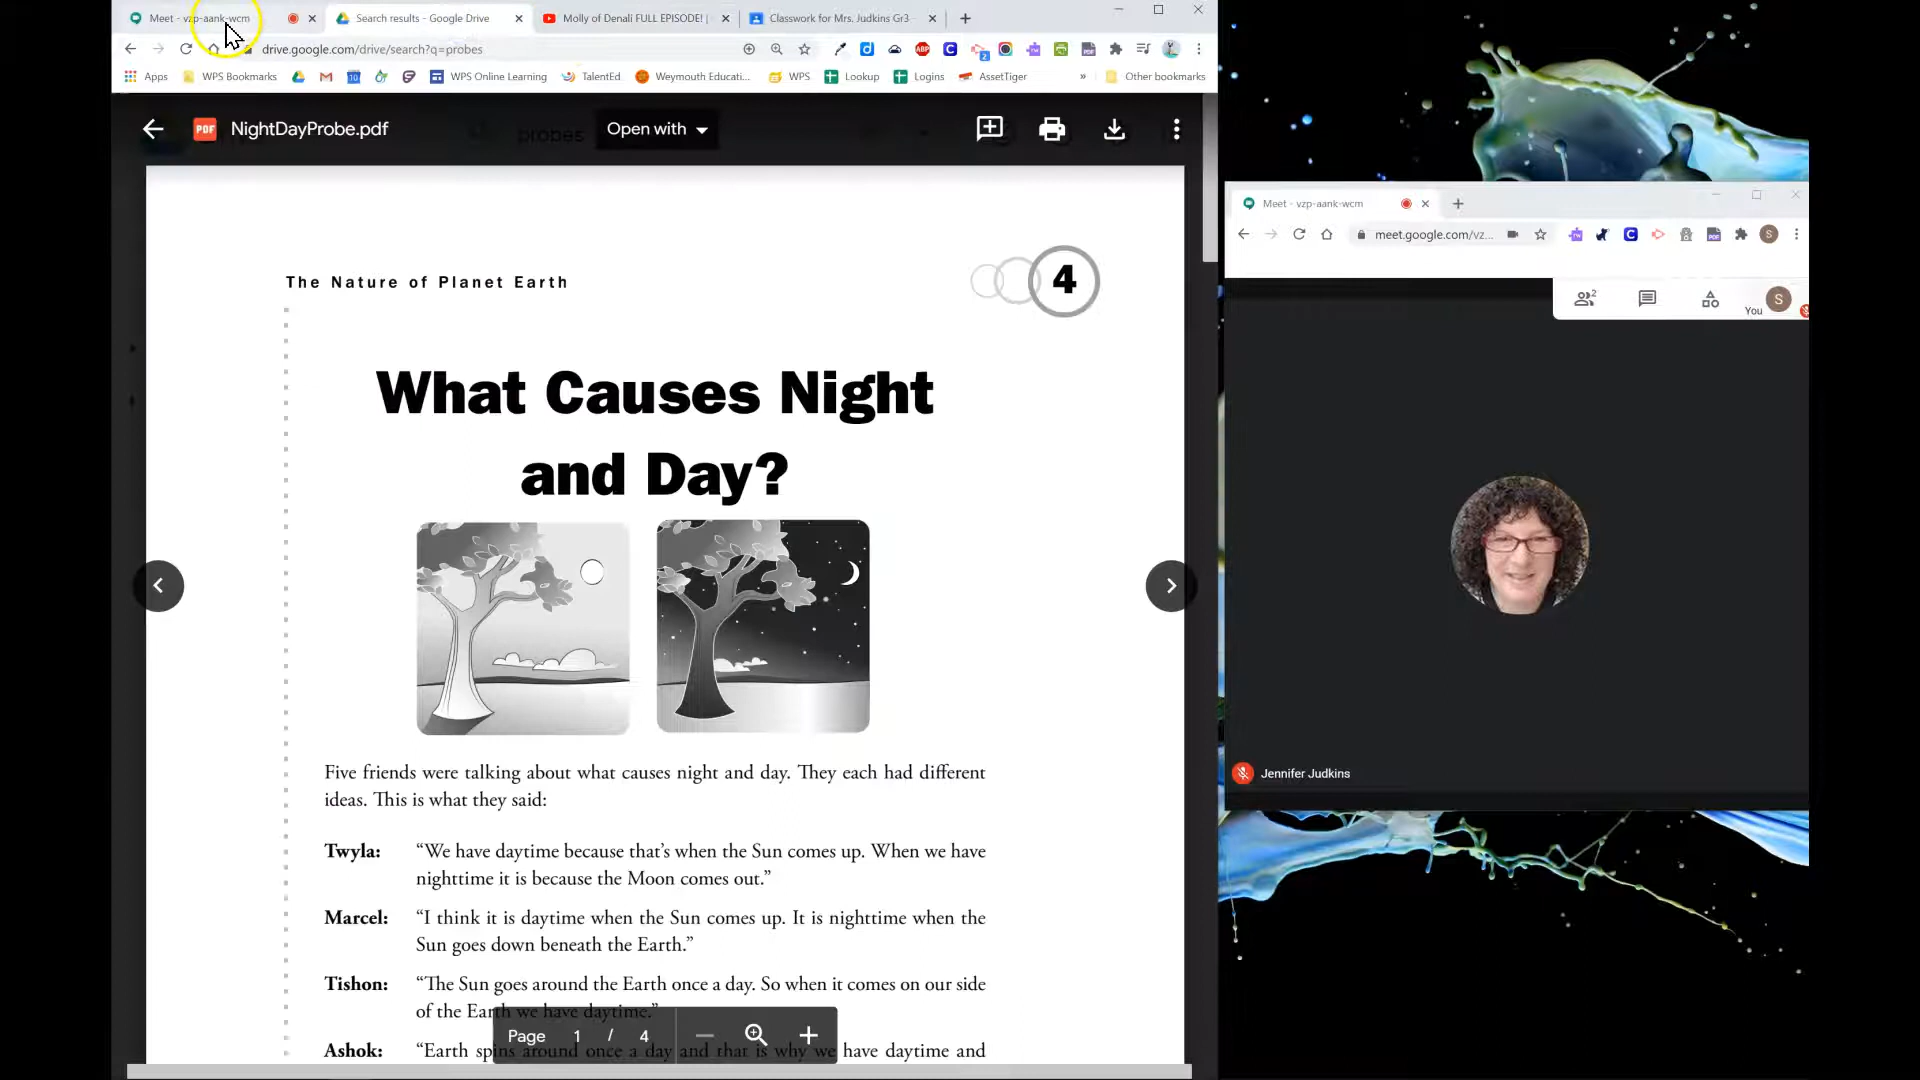 Meet - vzp-aank-wcm
Search results - Google Drive
Molly of Denali FULL EPISODE! |
Classwork for Mrs. Judkins Gr3
drive.google.com/drive/search?q=probes
Apps
WPS Bookmarks
WPS Online Learning
TalentEd
Weymouth Educati...
WPS
Lookup
Logins
AssetTiger
»
Other bookmarks
PDF
NightDayProbe.pdf
probes
Open with
The Nature of Planet Earth
4
What Causes Night
and Day?
Five friends were talking about what causes night and day. They each had different
ideas. This is what they said:
Twyla: “We have daytime because that’s when the Sun comes up. When we have
nighttime it is because the Moon comes out.”
Marcel: “I think it is daytime when the Sun comes up. It is nighttime when the
Sun goes down beneath the Earth.”
Tishon: “The Sun goes around the Earth once a day. So when it comes on our side
of the Earth we have daytime.”
Ashok: “Earth spins around once a day and that is why we have daytime and
Page 1 / 4
Meet - vzp-aank-wcm
meet.google.com/vz...
S
2
You
S
Jennifer Judkins